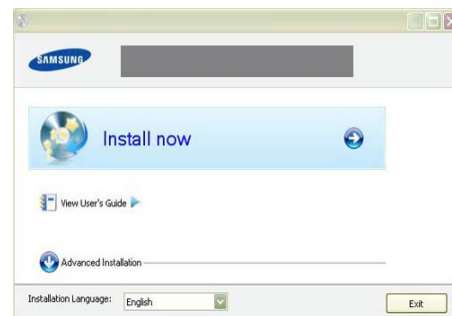 SAMSUNG
Install now
View User's Guide
Advanced Installation
Installation Language: English
Exit